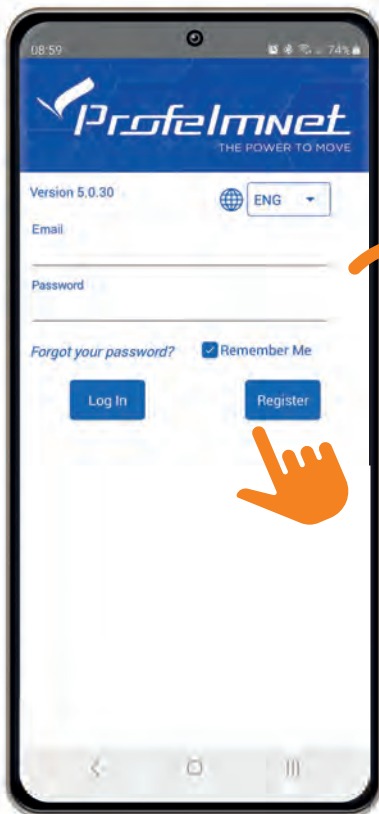 08:59 74%
Profelmnet
THE POWER TO MOVE
Version 5.0.30 ENG
Email
Password
Forgot your password? Remember Me
Log In Register